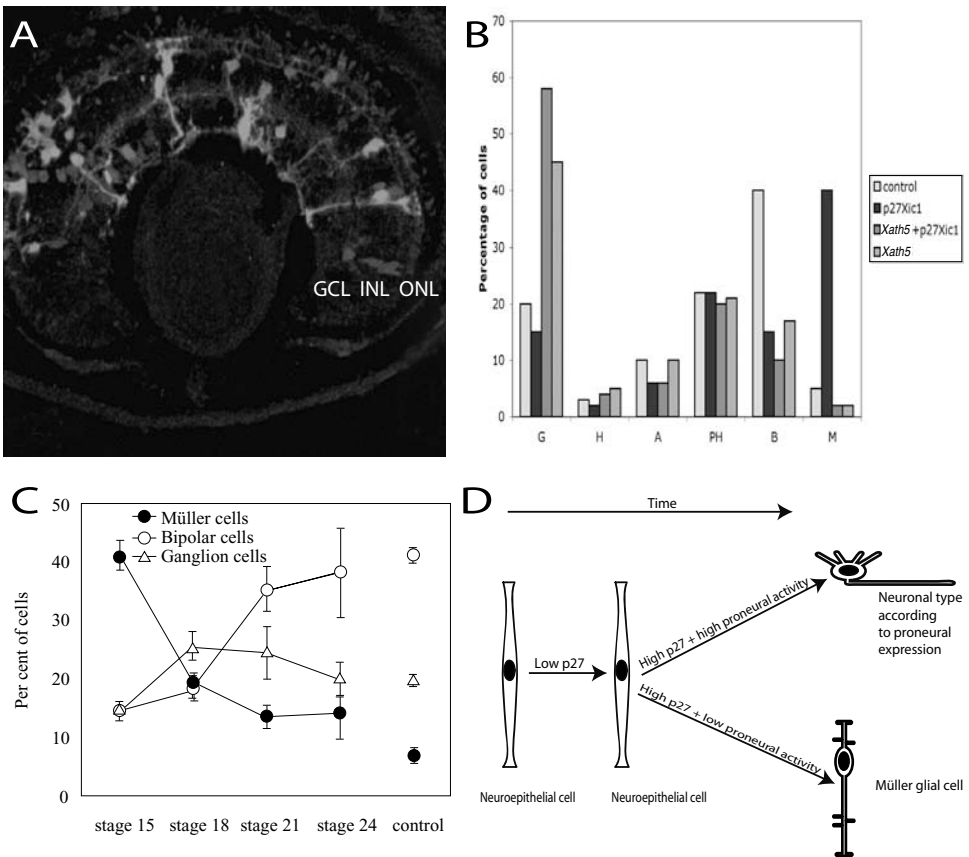 A
GCL INL ONL
B
Percentage of cells
70
60
50
40
30
20
10
0
G H A PH B M
control
p27Xic1
Xath5 +p27Xic1
Xath5
C
Per cent of cells
50
40
30
20
10
0
Müller cells
Bipolar cells
Ganglion cells
stage 15 stage 18 stage 21 stage 24 control
D
Time
Low p27
High p27 + high proneural activity
High p27 + low proneural activity
Neuroepithelial cell Neuroepithelial cell
Neuronal type
according
to proneural
expression
Müller glial cell